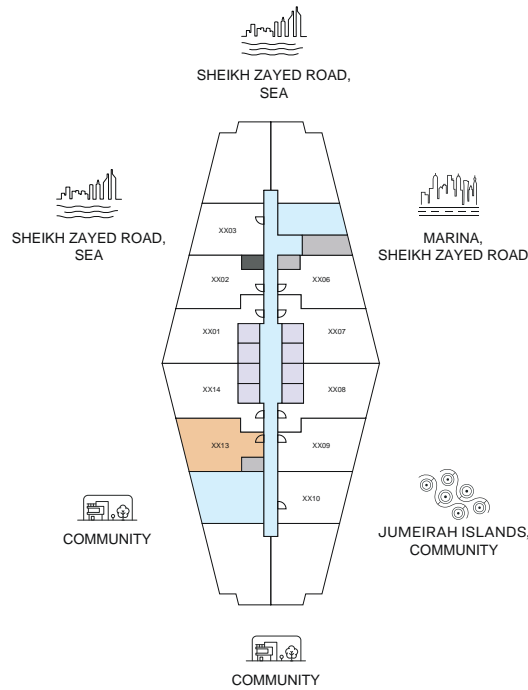 SHEIKH ZAYED ROAD,
SEA
SHEIKH ZAYED ROAD,
SEA
MARINA,
SHEIKH ZAYED ROAD
XX03
XX02
XX06
XX01
XX07
XX14
XX08
XX13
XX09
XX10
COMMUNITY
JUMEIRAH ISLANDS,
COMMUNITY
COMMUNITY